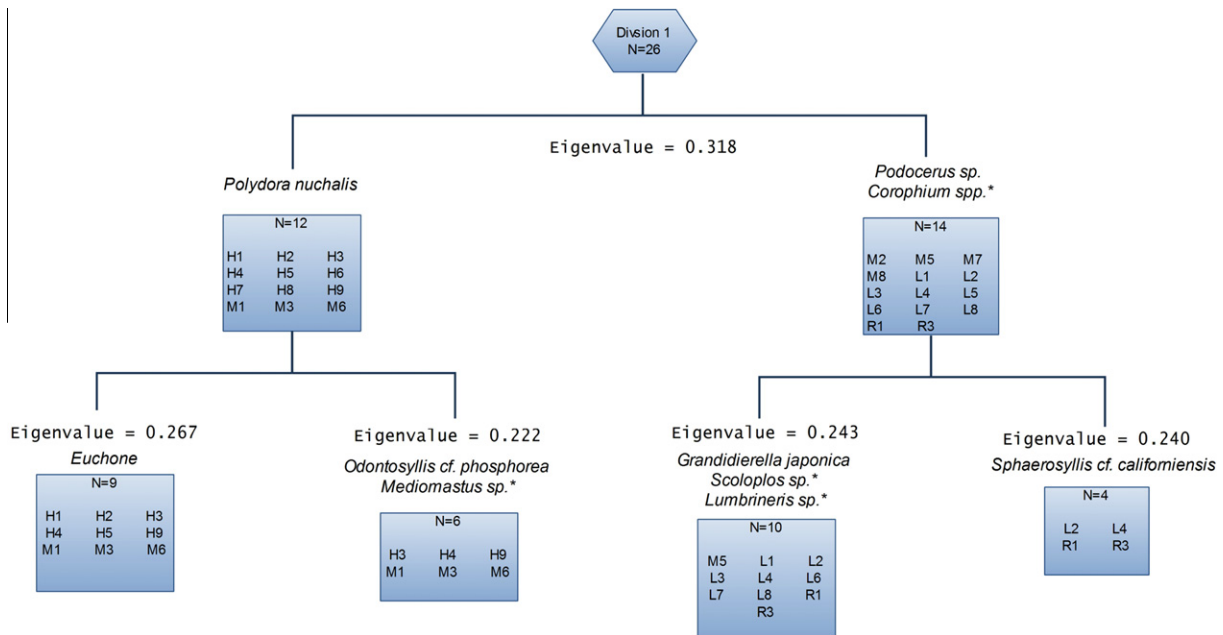 Divsion 1
N=26
Eigenvalue = 0.318
Polydora nuchalis
N=12
H1 H2 H3
H4 H5 H6
H7 H8 H9
M1 M3 M6
Podocerus sp.
Corophium spp.*
N=14
M2 M5 M7
M8 L1 L2
L3 L4 L5
L6 L7 L8
R1 R3
Eigenvalue = 0.267
Euchone
N=9
H1 H2 H3
H4 H5 H9
M1 M3 M6
Eigenvalue = 0.222
Odontosyllis cf. phosphorea
Mediomastus sp.*
N=6
H3 H4 H9
M1 M3 M6
Eigenvalue = 0.243
Grandidierella japonica
Scoloplos sp.*
Lumbrineris sp.*
N=10
M5 L1 L2
L3 L4 L6
L7 L8 R1
R3
Eigenvalue = 0.240
Sphaerosyllis cf. californiensis
N=4
L2 L4
R1 R3